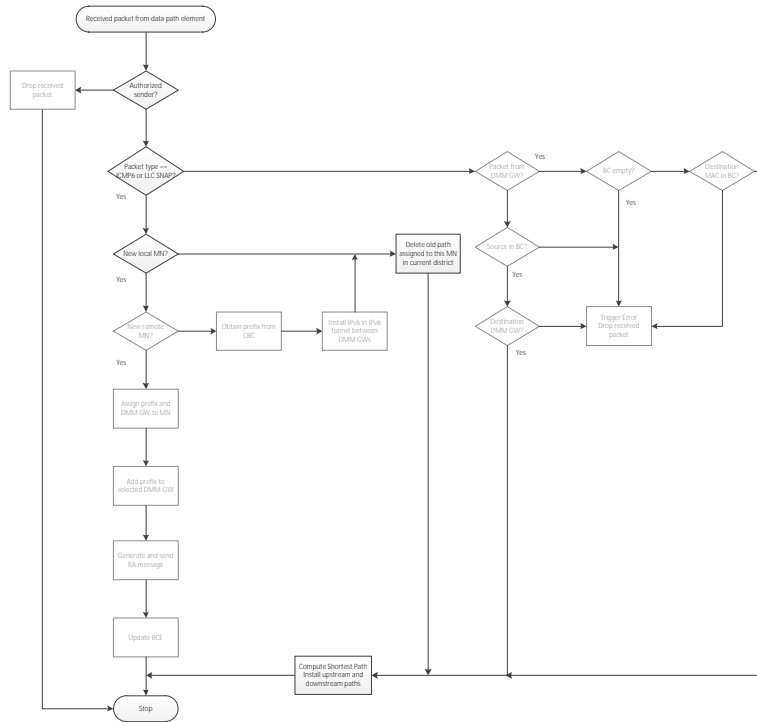 Received packet from data path element
Drop received
packet
Authorized
sender?
Packet type ==
ICMP6 or LLC SNAP?
Yes
Packet from
DMM GW?
Yes
BC empty?
Yes
Destination
MAC in BC?
New local MN?
Yes
Delete old path
assigned to this MN
in current district
Source in BC?
Yes
New remote
MN?
Yes
Obtain prefix from
CRC
Install IPv6 in IPv6
tunnel between
DMM GWs
Destination
DMM GW?
Yes
Trigger Error
Drop received
packet
Assign prefix and
DMM GW to MN
Add prefix to
selected DMM-GW
Generate and send
RA message
Update BCE
Compute Shortest Path
Install upstream and
downstream paths
Stop